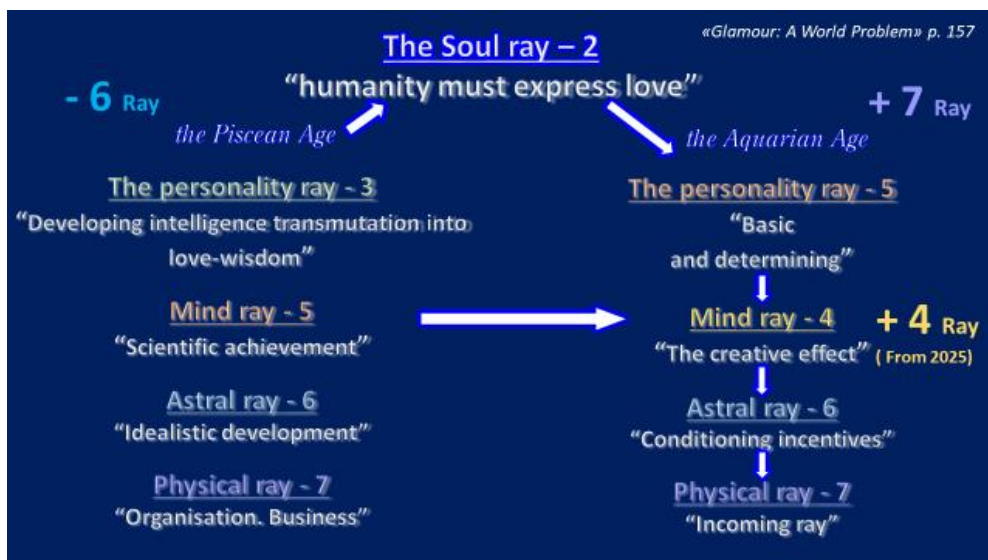 «Glamour: A World Problem» p. 157
The Soul ray – 2
“humanity must express love”
- 6 Ray
the Piscean Age
The personality ray - 3
“Developing intelligence transmutation into
love-wisdom”
Mind ray - 5
“Scientific achievement”
Astral ray - 6
“Idealistic development”
Physical ray - 7
“Organisation. Business”
+ 7 Ray
the Aquarian Age
The personality ray - 5
“Basic
and determining”
Mind ray - 4
“The creative effect”
+ 4 Ray
( From 2025)
Astral ray - 6
“Conditioning incentives”
Physical ray - 7
“Incoming ray”